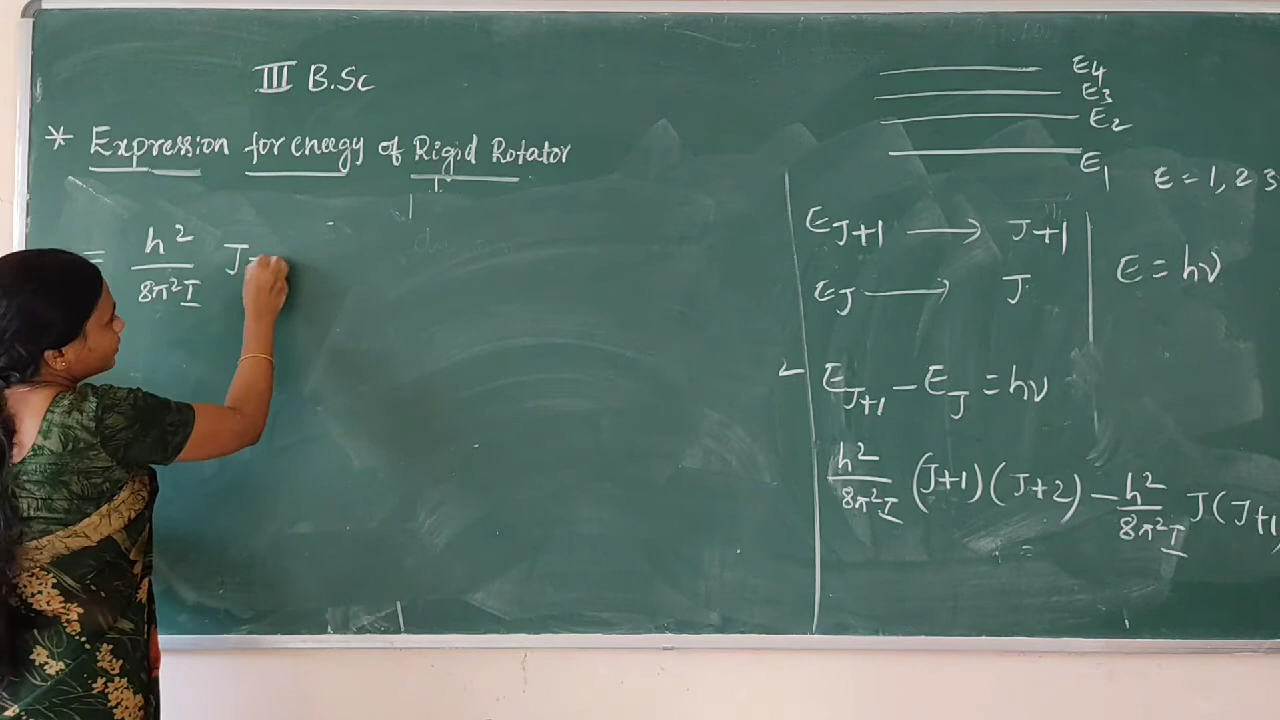 III B.Sc
* Expression for energy of Rigid Rotator
= h²/8π²I J
E4
E3
E2
E1
E = 1, 2 3
EJ+1 → J+1
EJ → J
E = hν
EJ+1 - EJ = hν
h²/8π²I (J+1) (J+2) - h²/8π²I J(J+1)
=